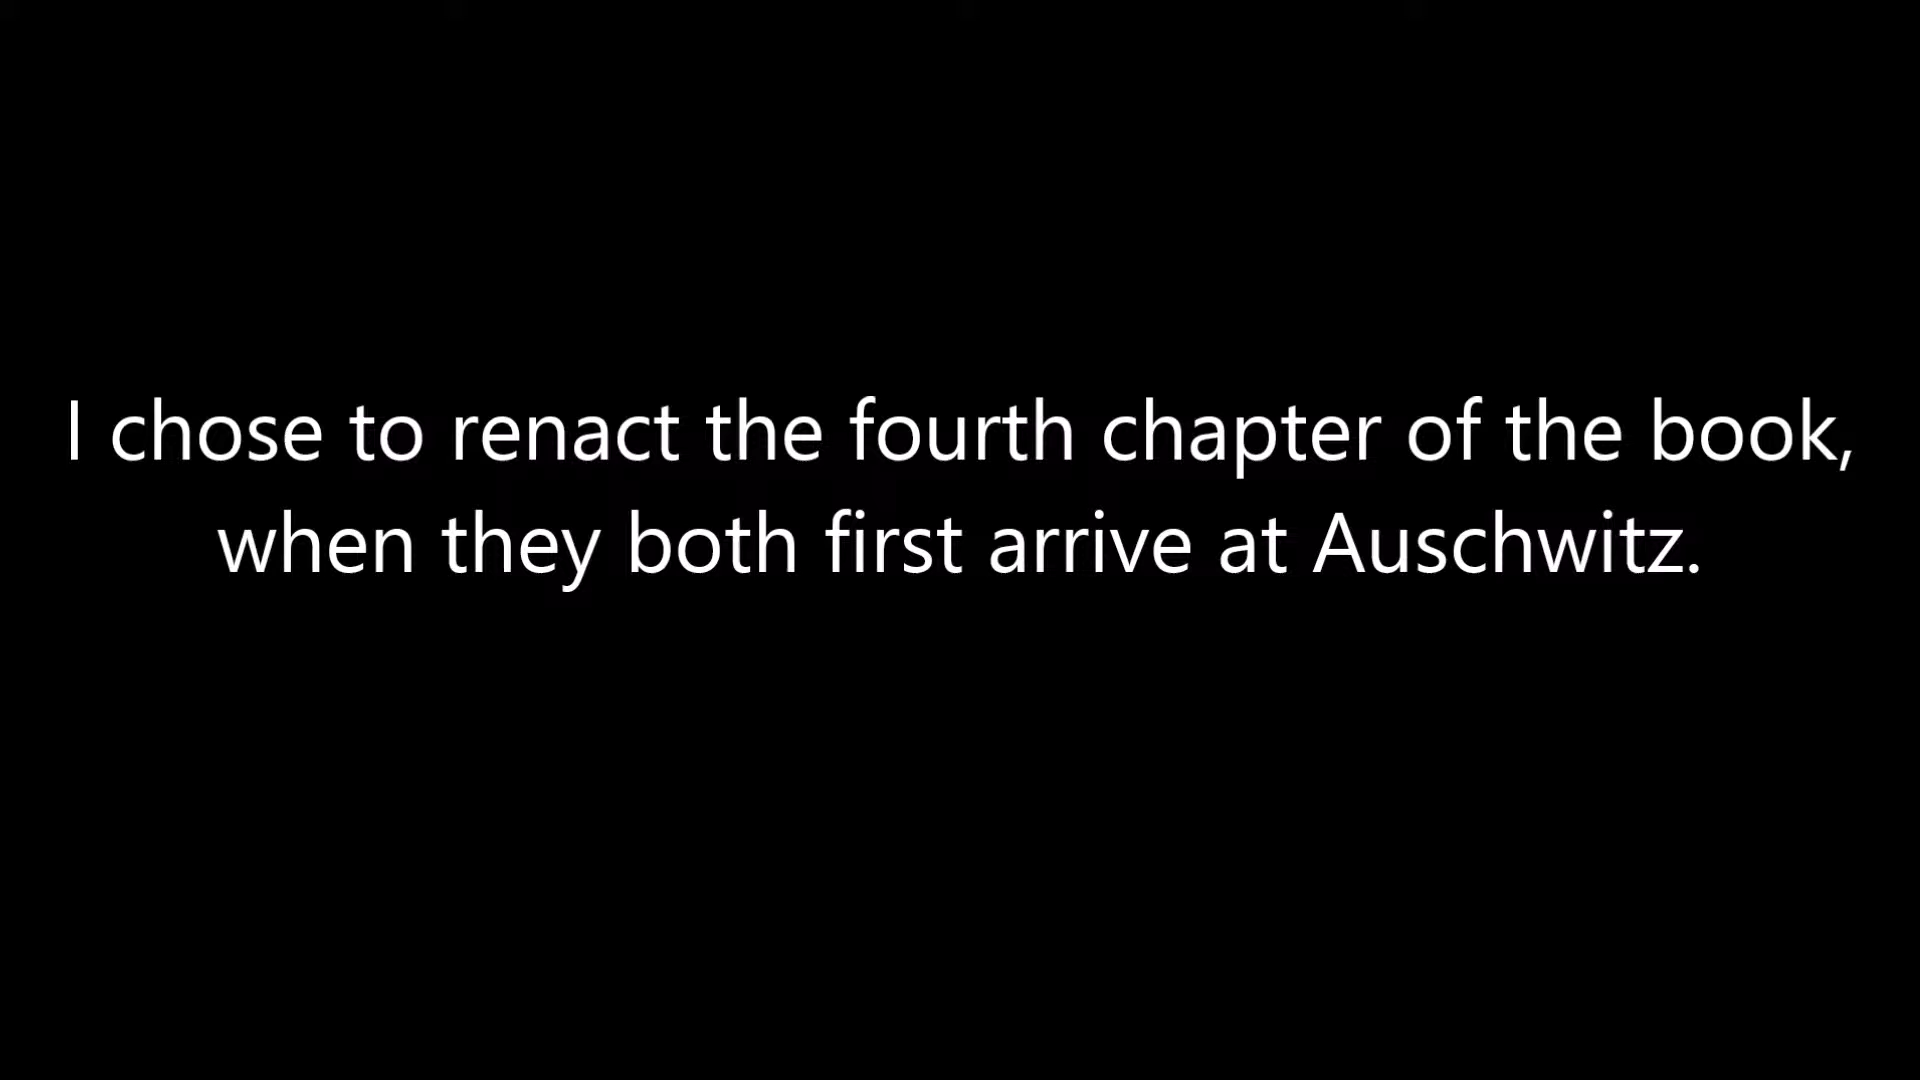 I chose to renact the fourth chapter of the book,
when they both first arrive at Auschwitz.